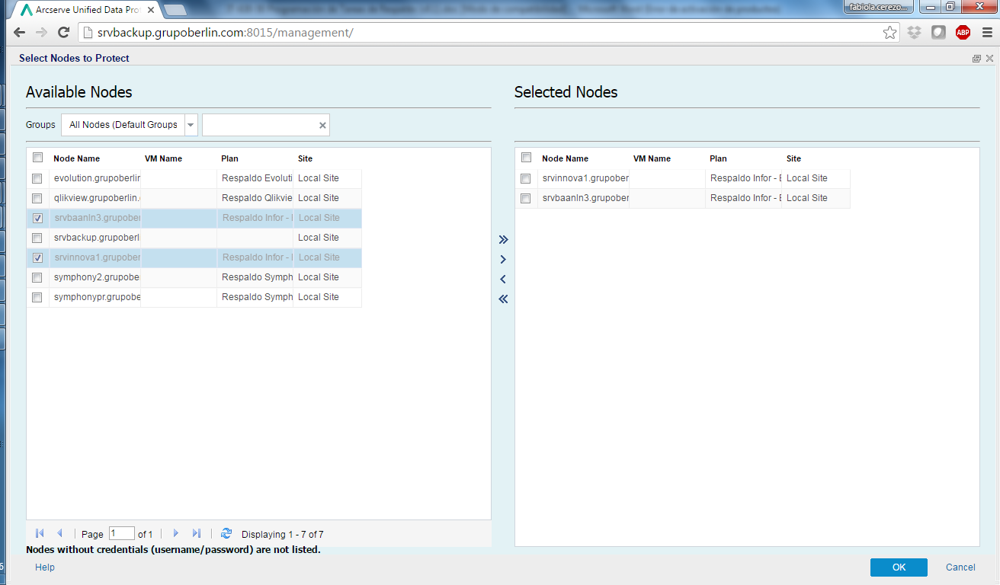 Arcserve Unified Data Pro
fabiola.cerezo...
srvbackup.grupoberlin.com:8015/management/
ABP
Select Nodes to Protect
Available Nodes
Selected Nodes
Groups All Nodes (Default Groups
Node Name VM Name Plan Site
evolution.grupoberlin Respaldo Evoluti Local Site
qlikview.grupoberlin. Respaldo Qlikvie Local Site
srvbaanln3.grupober Respaldo Infor - Local Site
srvbackup.grupoberli Local Site
srvinnova1.grupober Respaldo Infor - Local Site
symphony2.grupober Respaldo Symph Local Site
symphonypr.grupobe Respaldo Symph Local Site
Node Name VM Name Plan Site
srvinnova1.grupober Respaldo Infor - E Local Site
srvbaanln3.grupober Respaldo Infor - E Local Site
Page 1 of 1 Displaying 1 - 7 of 7
Nodes without credentials (username/password) are not listed.
Help
OK
Cancel